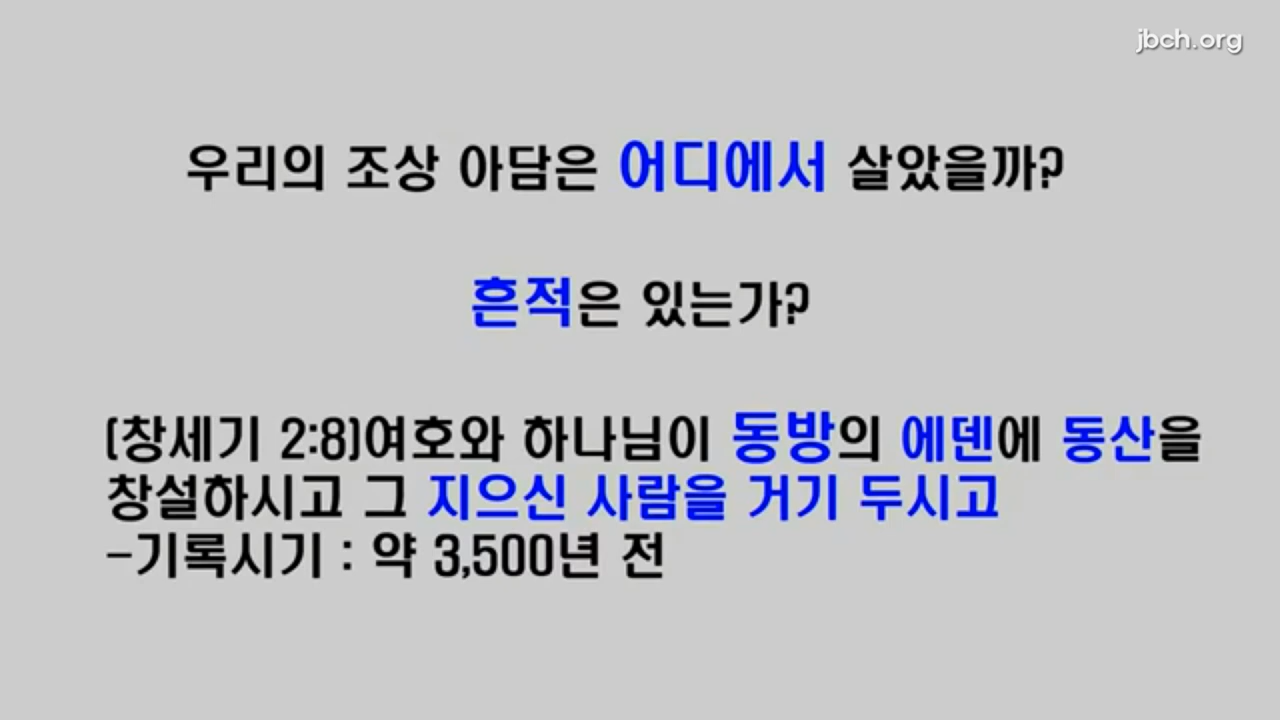 jbch.org
우리의 조상 아담은 어디에서 살았을까?
흔적은 있는가?
(창세기 2:8)여호와 하나님이 동방의 에덴에 동산을
창설하시고 그 지으신 사람을 거기 두시고
-기록시기 : 약 3,500년 전